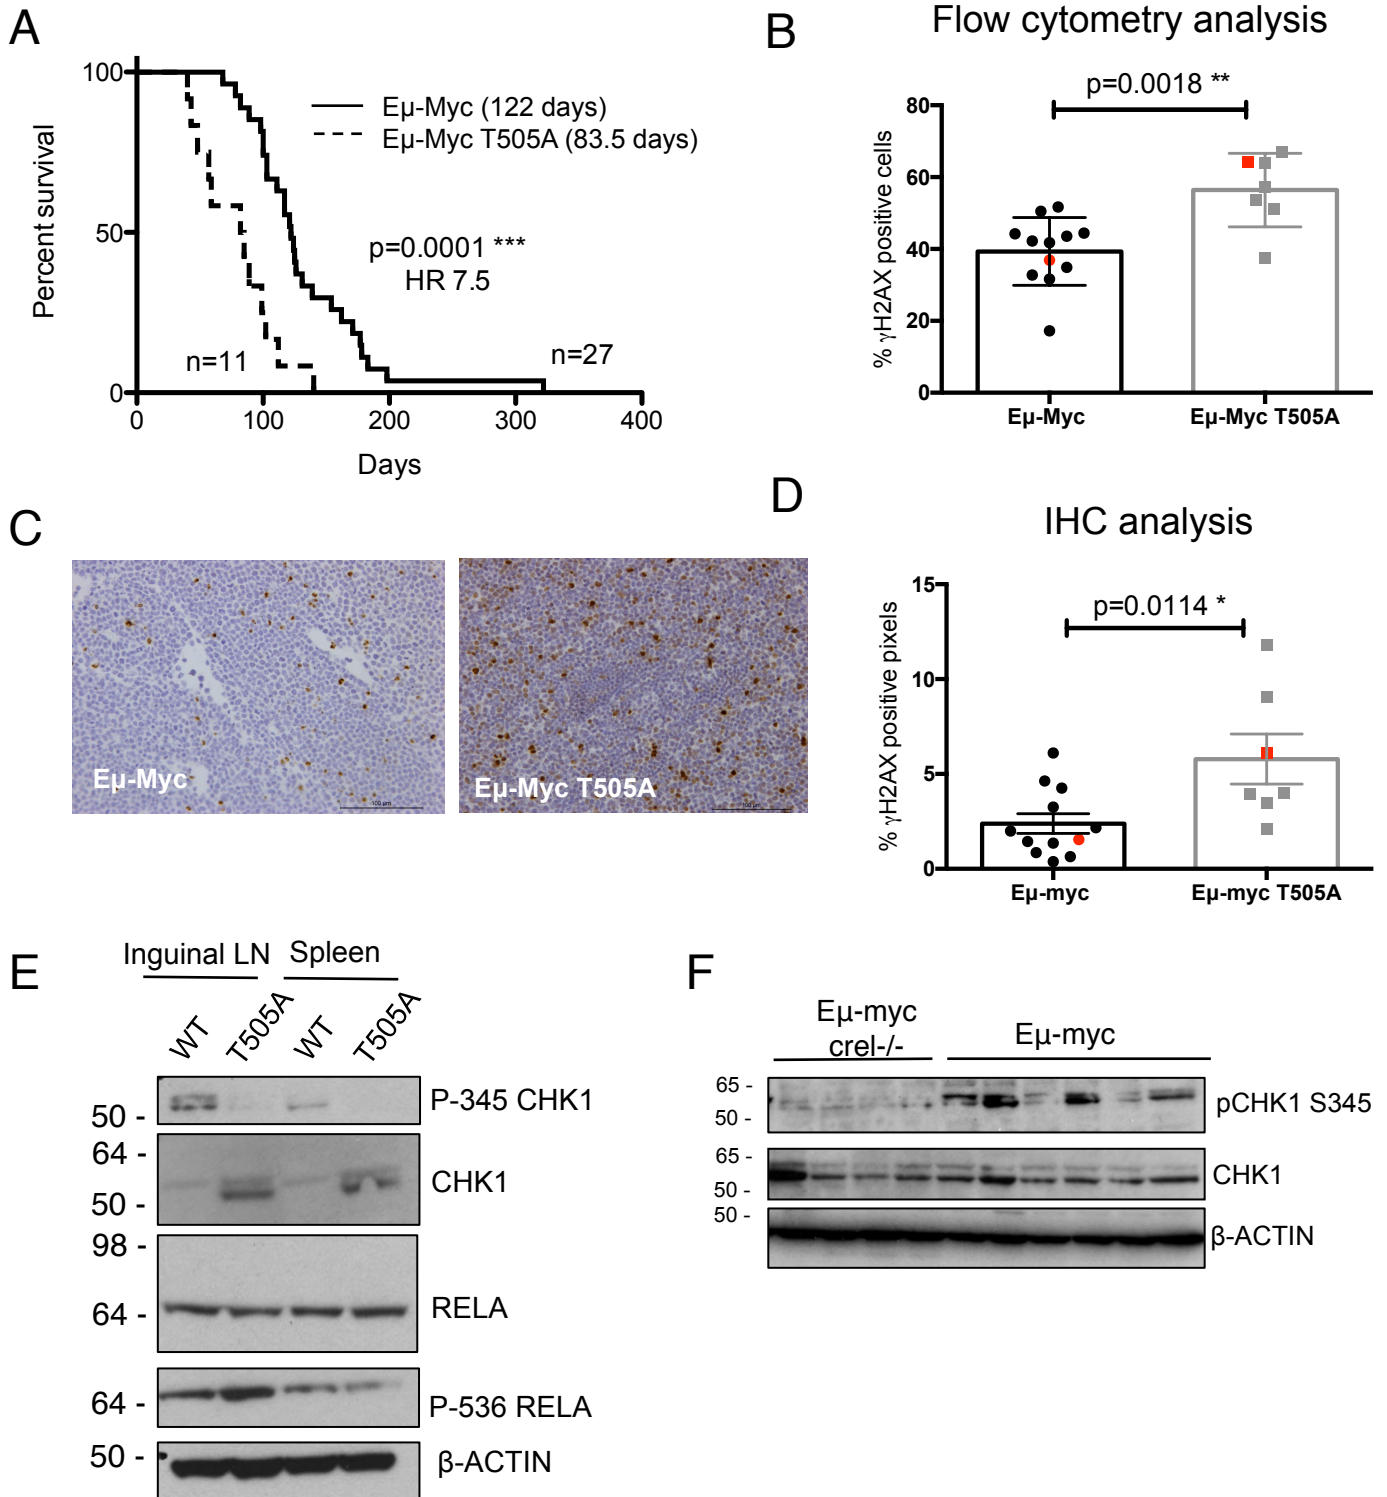 A
100
50
0
0
100
200
300
400
Percent survival
Days
Eµ-Myc (122 days)
Eµ-Myc T505A (83.5 days)
p=0.0001 ***
HR 7.5
n=11
n=27
B
Flow cytometry analysis
p=0.0018 **
80
60
40
20
0
% γH2AX positive cells
Eµ-Myc
Eµ-Myc T505A
C
Eµ-Myc
100 µm
Eµ-Myc T505A
100 µm
D
IHC analysis
p=0.0114 *
15
10
5
0
% γH2AX positive pixels
Eµ-myc
Eµ-myc T505A
E
Inguinal LN
Spleen
WT
T505A
WT
T505A
50 -
P-345 CHK1
64 -
50 -
CHK1
98 -
64 -
RELA
64 -
P-536 RELA
50 -
β-ACTIN
F
Eµ-myc
crel-/-
Eµ-myc
65 -
50 -
pCHK1 S345
65 -
50 -
CHK1
50 -
β-ACTIN